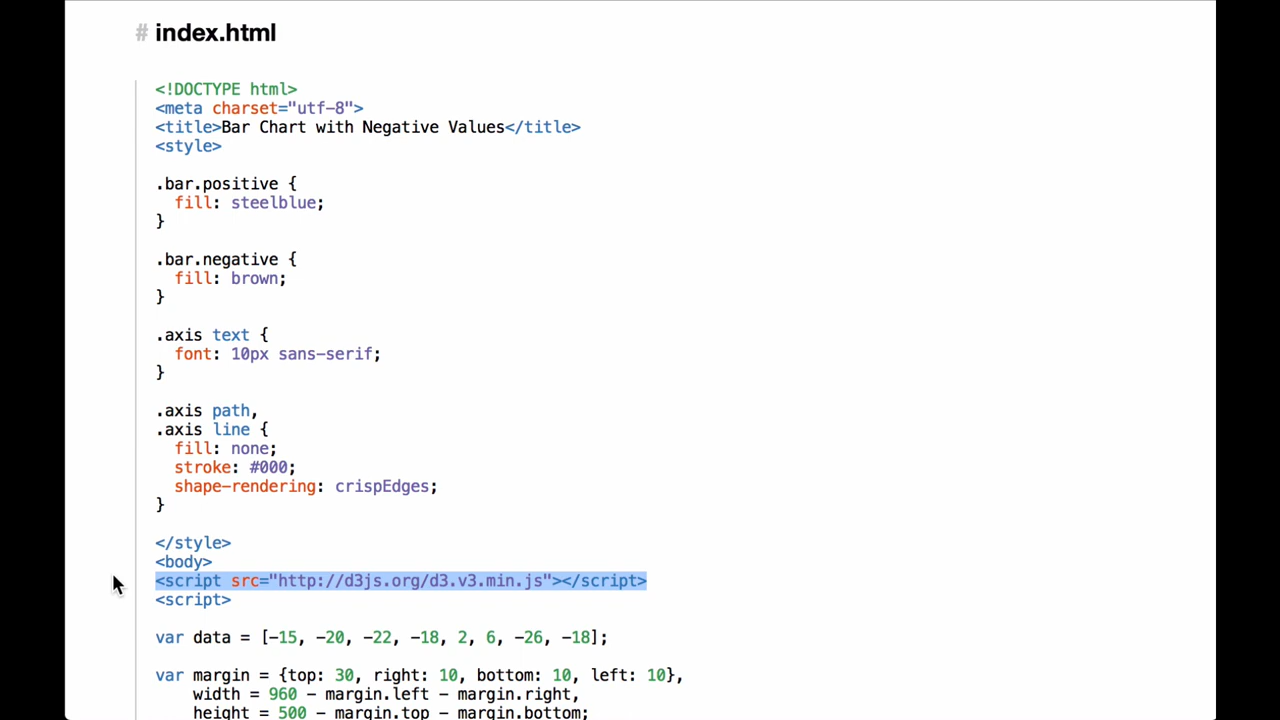 # index.html
<!DOCTYPE html>
<meta charset="utf-8">
<title>Bar Chart with Negative Values</title>
<style>
.bar.positive {
  fill: steelblue;
}
.bar.negative {
  fill: brown;
}
.axis text {
  font: 10px sans-serif;
}
.axis path,
.axis line {
  fill: none;
  stroke: #000;
  shape-rendering: crispEdges;
}
</style>
<body>
<script src="http://d3js.org/d3.v3.min.js"></script>
<script>
var data = [-15, -20, -22, -18, 2, 6, -26, -18];
var margin = {top: 30, right: 10, bottom: 10, left: 10},
    width = 960 - margin.left - margin.right,
    height = 500 - margin.top - margin.bottom;